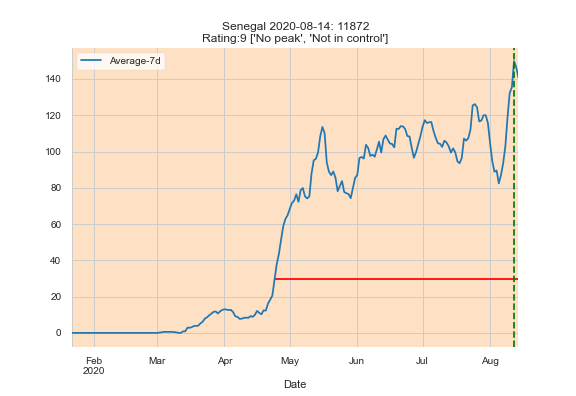 Senegal 2020-08-14: 11872
Rating:9 ['No peak', 'Not in control']
Average-7d
140
120
100
80
60
40
20
0
Feb Mar Apr May Jun Jul Aug
2020
Date